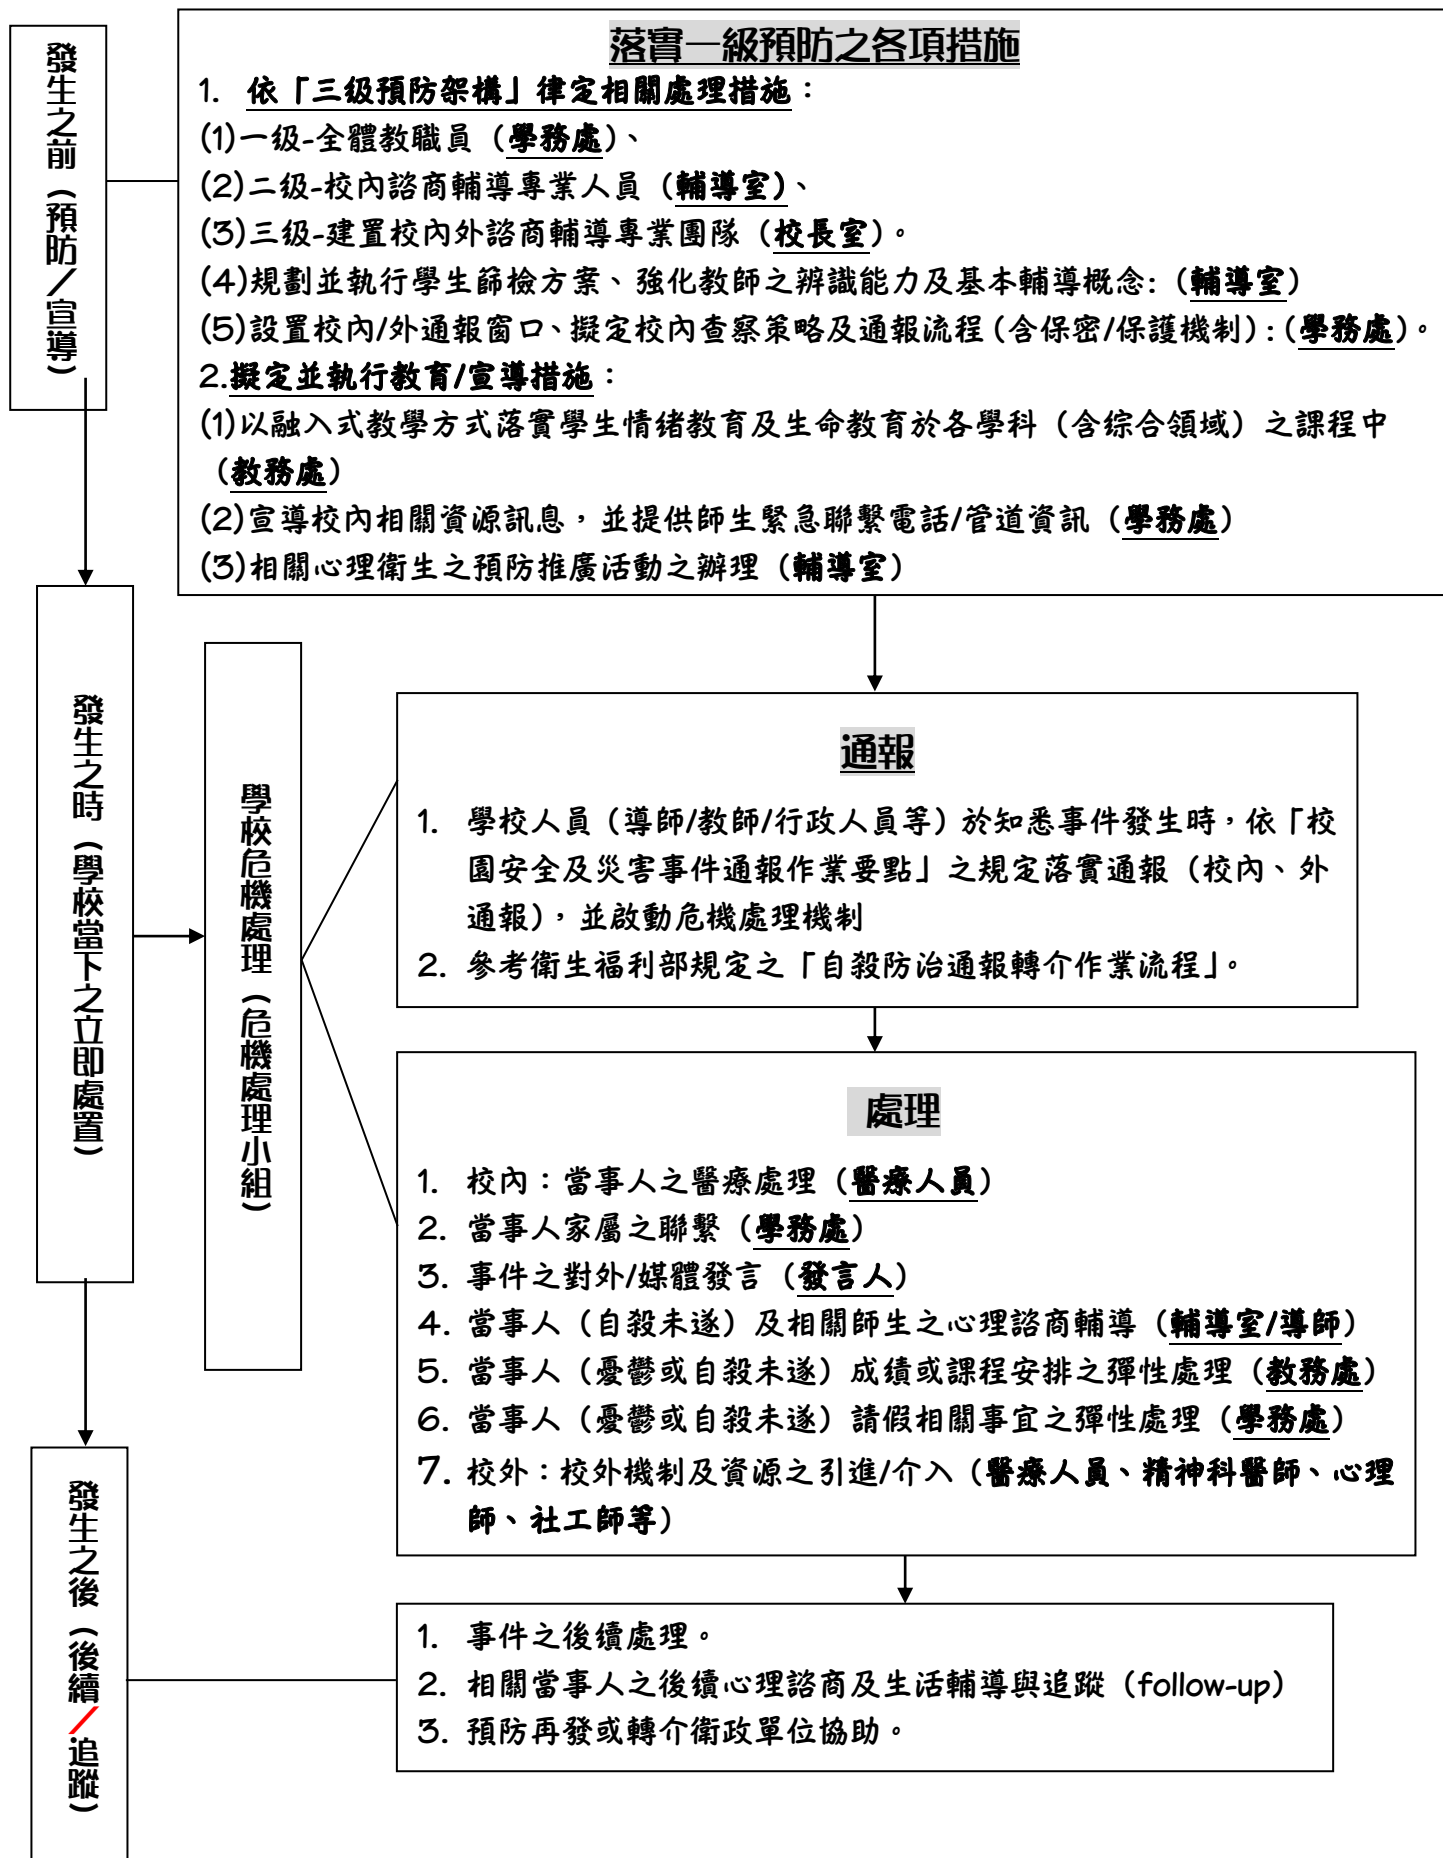 發生之前（預防／宣導）
落實一級預防之各項措施
1. 依「三級預防架構」律定相關處理措施：
(1)一級-全體教職員（學務處）、
(2)二級-校內諮商輔導專業人員（輔導室）、
(3)三級-建置校內外諮商輔導專業團隊（校長室）。
(4)規劃並執行學生篩檢方案、強化教師之辨識能力及基本輔導概念:（輔導室）
(5)設置校內/外通報窗口、擬定校內查察策略及通報流程(含保密/保護機制):(學務處)。
2.擬定並執行教育/宣導措施：
(1)以融入式教學方式落實學生情緒教育及生命教育於各學科（含綜合領域）之課程中
（教務處）
(2)宣導校內相關資源訊息，並提供師生緊急聯繫電話/管道資訊（學務處）
(3)相關心理衛生之預防推廣活動之辦理（輔導室）
發生之時（學校當下之立即處置）
學校危機處理（危機處理小組）
通報
1. 學校人員（導師/教師/行政人員等）於知悉事件發生時，依「校
園安全及災害事件通報作業要點」之規定落實通報（校內、外
通報），並啟動危機處理機制
2. 參考衛生福利部規定之「自殺防治通報轉介作業流程」。
處理
1. 校內：當事人之醫療處理（醫療人員）
2. 當事人家屬之聯繫（學務處）
3. 事件之對外/媒體發言（發言人）
4. 當事人（自殺未遂）及相關師生之心理諮商輔導（輔導室/導師）
5. 當事人（憂鬱或自殺未遂）成績或課程安排之彈性處理（教務處）
6. 當事人（憂鬱或自殺未遂）請假相關事宜之彈性處理（學務處）
7. 校外：校外機制及資源之引進/介入（醫療人員、精神科醫師、心理
師、社工師等）
發生之後（後續／追蹤）
1. 事件之後續處理。
2. 相關當事人之後續心理諮商及生活輔導與追蹤（follow-up）
3. 預防再發或轉介衛政單位協助。